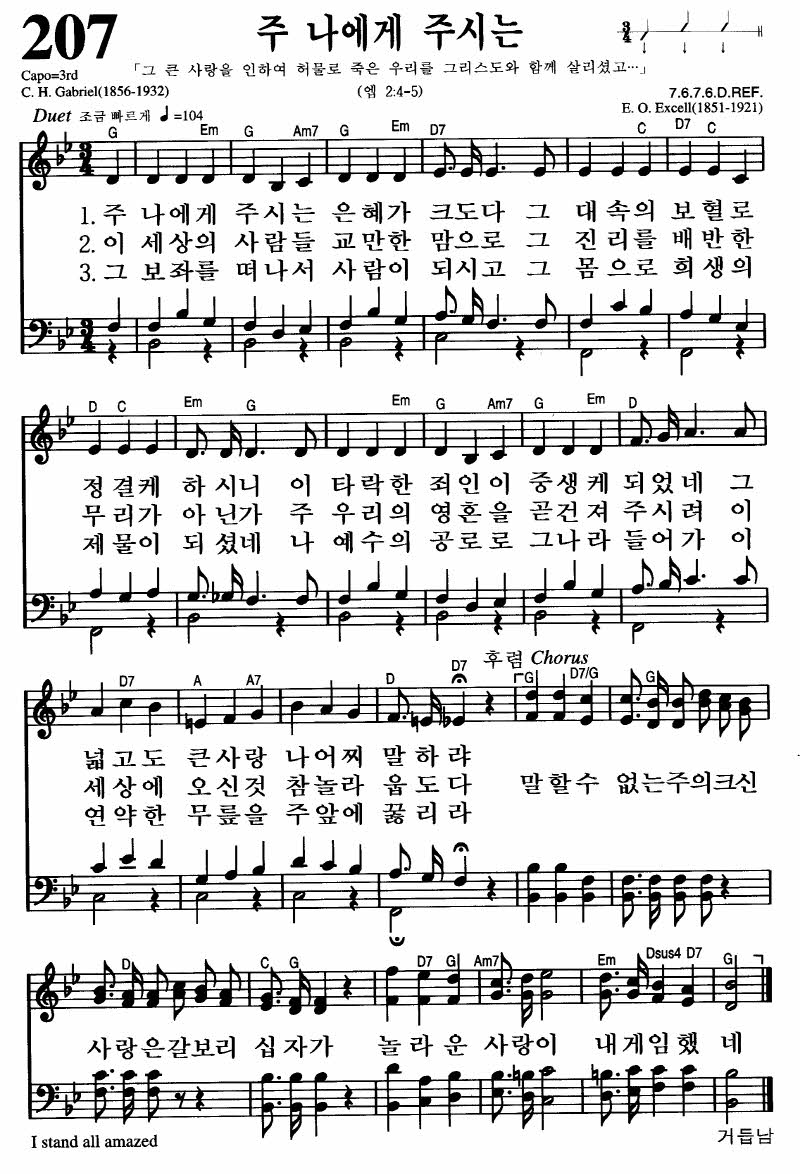 207
주 나에게 주시는
3/4
「그 큰 사랑을 인하여 허물로 죽은 우리를 그리스도와 함께 살리셨고…」
Capo=3rd
C. H. Gabriel(1856-1932)
(엡 2:4-5)
7.6.7.6.D.REF.
Duet 조금 빠르게 ♩=104
E. O. Excell(1851-1921)
G Em G Am7 G Em D7 C D7 Em
1. 주 나에게 주시는 은혜가 크도다 그 대속의 보혈로
2. 이 세상의 사람들 교만한 맘으로 그 진리를 배반한
3. 그 보좌를 떠나서 사람이 되시고 그 몸으로 희생의
D C Em G Em G Am7 G Em D
정결케 하시니 이 타락한 죄인이 중생케 되었네 그
무리가 아닌가 주 우리의 영혼을 곧건져 주시려 이
제물이 되셨네 나 예수의 공로로 그나라 들어가 이
후렴 Chorus
D7 A A7 D D7 G D7/G G
넓고도 큰사랑 나어찌 말하랴
세상에 오신것 참놀라 웁도다 말할수 없는주의크신
연약한 무릎을 주앞에 꿇리라
D C G D7 G Am7 Em Dsus4 D7 G
사랑은갈보리 십자가 놀라운 사랑이 내게임했네
I stand all amazed
거듭남